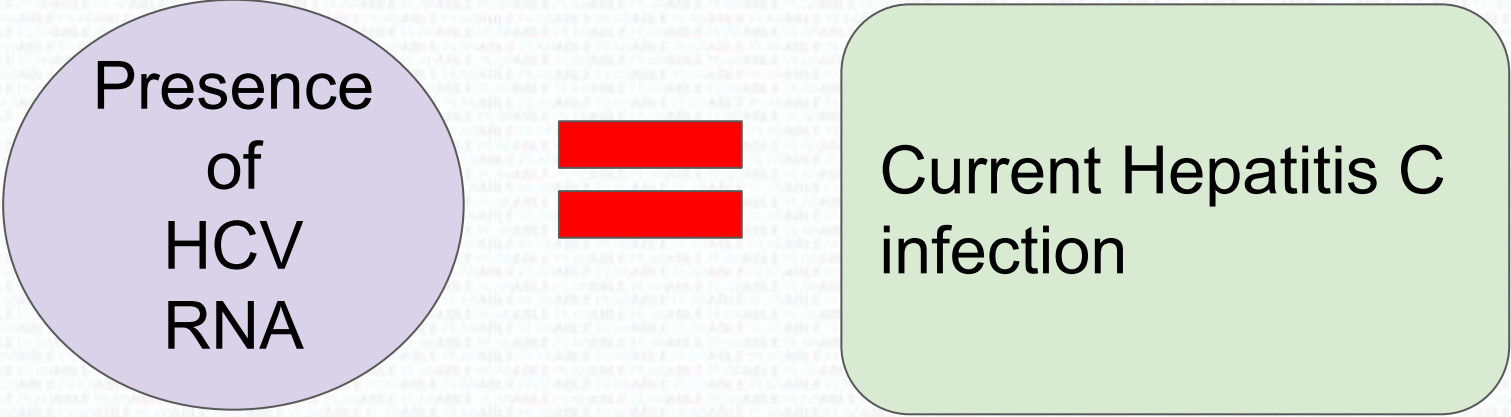 Presence
of
HCV
RNA
Current Hepatitis C
infection